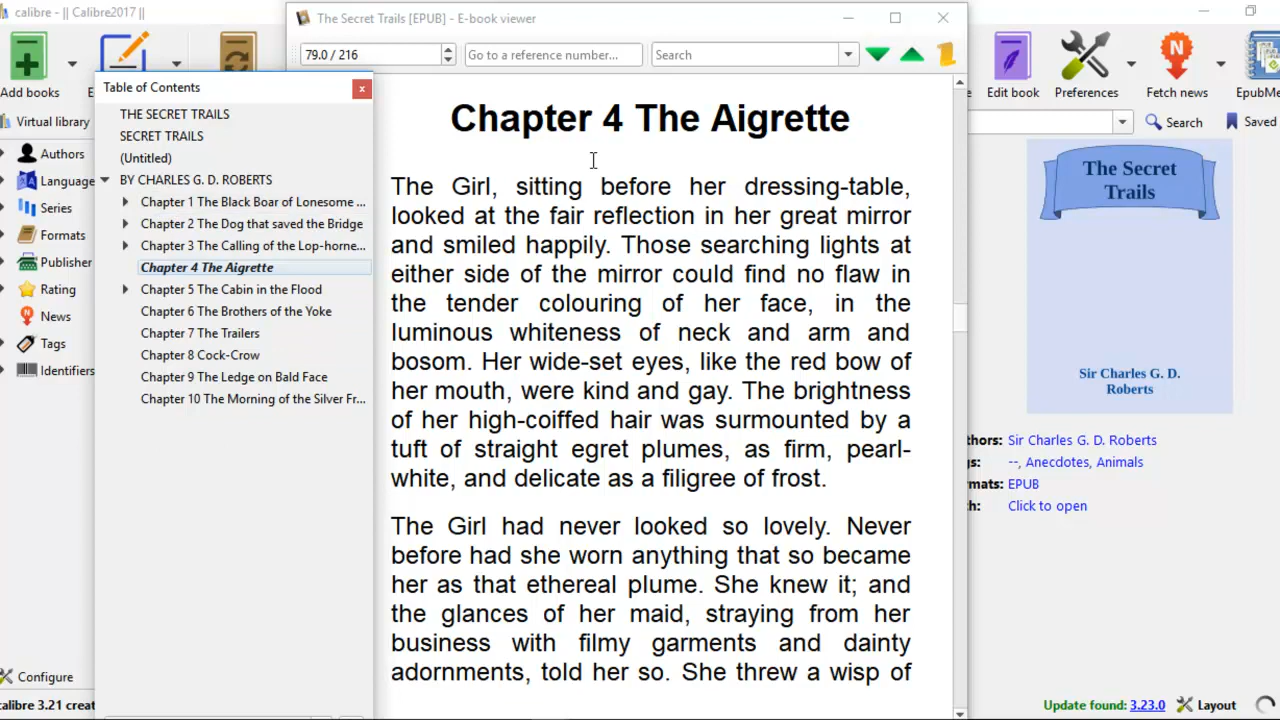 calibre - || Calibre2017 ||
The Secret Trails [EPUB] - E-book viewer
79.0 / 216
Go to a reference number...
Search
Add books
Edit book
Preferences
Fetch news
Virtual library
Search
Saved
Table of Contents
THE SECRET TRAILS
SECRET TRAILS
(Untitled)
BY CHARLES G. D. ROBERTS
Chapter 1 The Black Boar of Lonesome ...
Chapter 2 The Dog that saved the Bridge
Chapter 3 The Calling of the Lop-horne...
Chapter 4 The Aigrette
Chapter 5 The Cabin in the Flood
Chapter 6 The Brothers of the Yoke
Chapter 7 The Trailers
Chapter 8 Cock-Crow
Chapter 9 The Ledge on Bald Face
Chapter 10 The Morning of the Silver Fr...
Authors
Language
Series
Formats
Publisher
Rating
News
Tags
Identifiers
Configure
calibre 3.21 creat
Chapter 4 The Aigrette
The Girl, sitting before her dressing-table,
looked at the fair reflection in her great mirror
and smiled happily. Those searching lights at
either side of the mirror could find no flaw in
the tender colouring of her face, in the
luminous whiteness of neck and arm and
bosom. Her wide-set eyes, like the red bow of
her mouth, were kind and gay. The brightness
of her high-coiffed hair was surmounted by a
tuft of straight egret plumes, as firm, pearl-
white, and delicate as a filigree of frost.
The Girl had never looked so lovely. Never
before had she worn anything that so became
her as that ethereal plume. She knew it; and
the glances of her maid, straying from her
business with filmy garments and dainty
adornments, told her so. She threw a wisp of
The Secret
Trails
Sir Charles G. D.
Roberts
thors: Sir Charles G. D. Roberts
gs: --, Anecdotes, Animals
rmats: EPUB
th: Click to open
Update found: 3.23.0
Layout